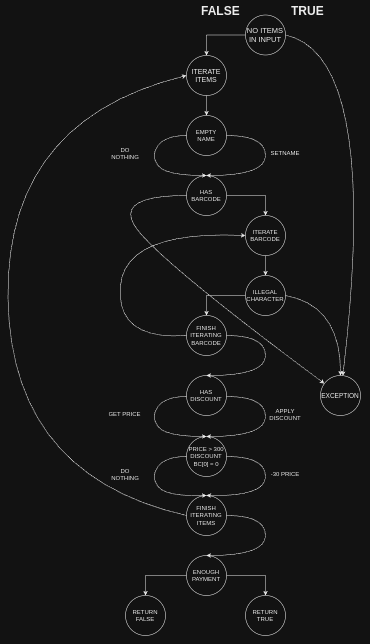 FALSE TRUE
NO ITEMS
IN INPUT
ITERATE
ITEMS
EMPTY
NAME
DO
NOTHING
SETNAME
HAS
BARCODE
ITERATE
BARCODE
ILLEGAL
CHARACTER
FINISH
ITERATING
BARCODE
HAS
DISCOUNT
EXCEPTION
GET PRICE
APPLY
DISCOUNT
PRICE > 300
DISCOUNT
BC[0] = 0
DO
NOTHING
-30 PRICE
FINISH
ITERATING
ITEMS
ENOUGH
PAYMENT
RETURN
FALSE
RETURN
TRUE